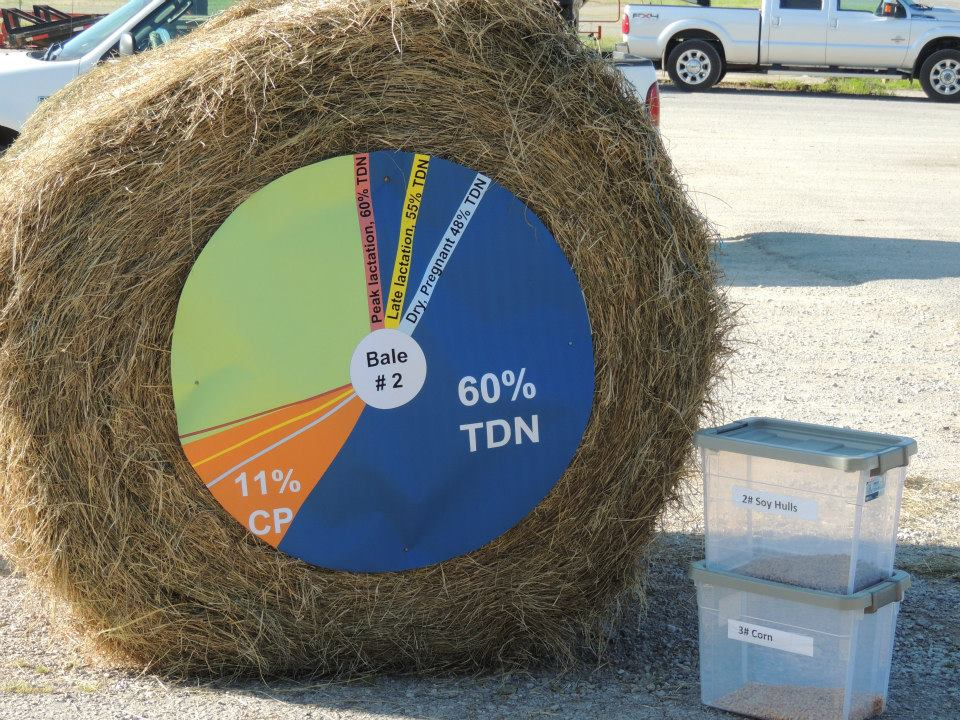 FX4
Peak lactation, 60% TDN
Late lactation, 55% TDN
Dry, Pregnant 48% TDN
Bale
# 2
60%
TDN
11%
CP
2# Soy Hulls
3# Corn